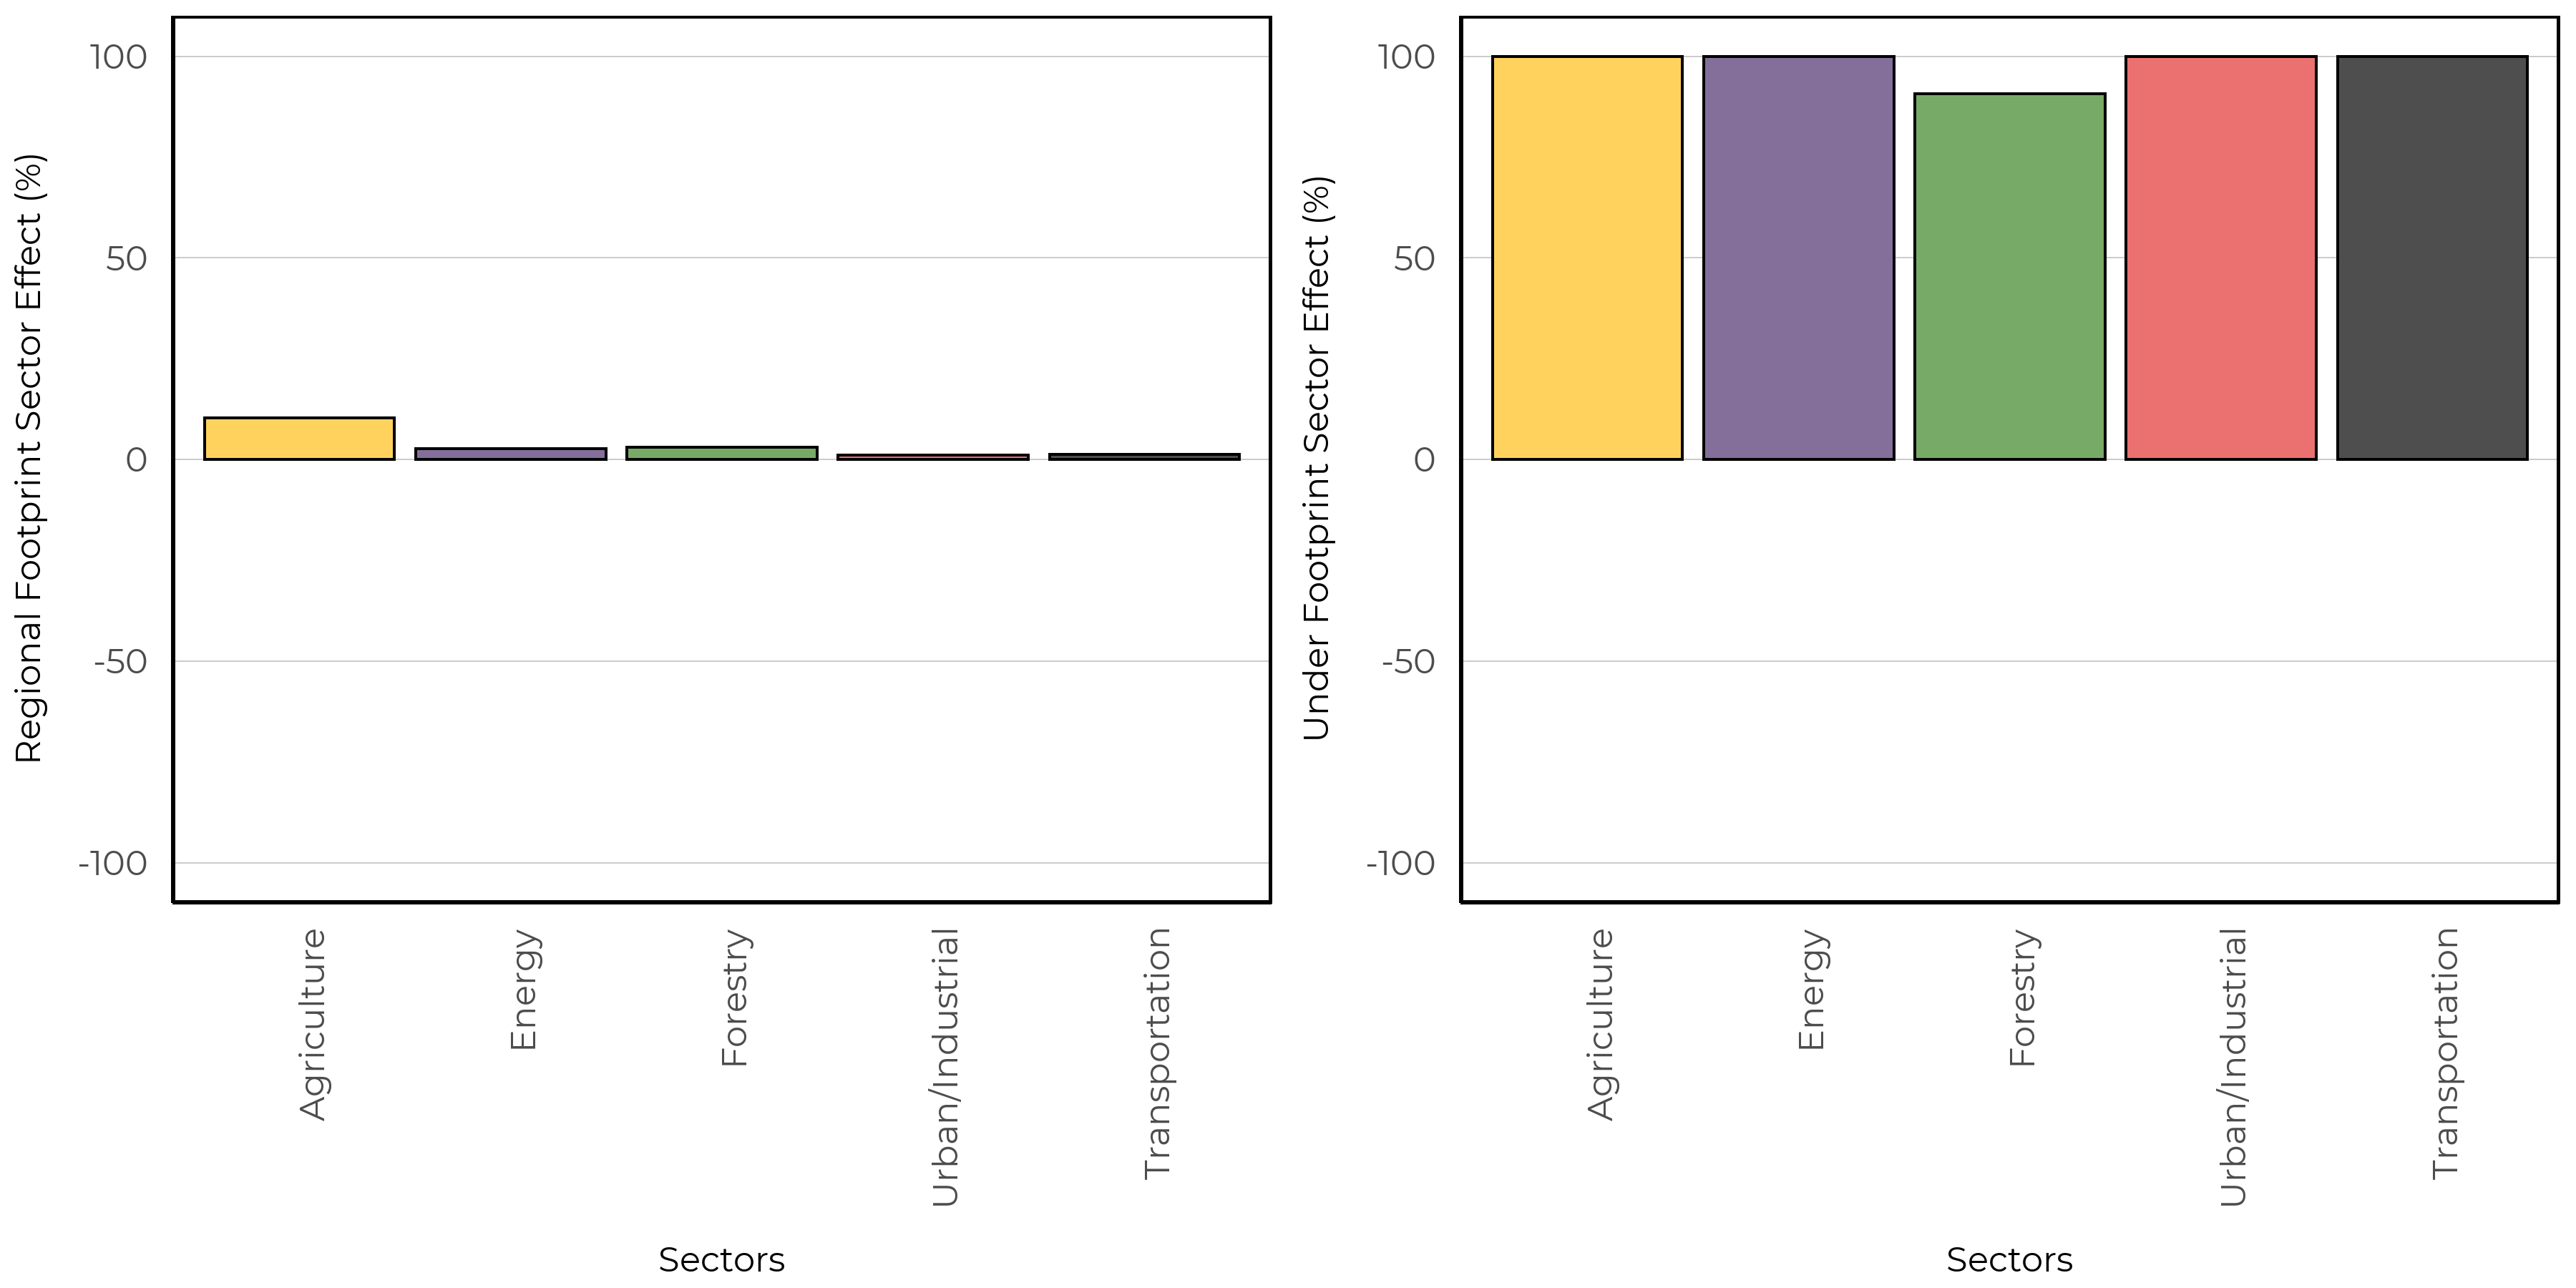 Regional Footprint Sector Effect (%)
100
50
0
-50
-100
Agriculture
Energy
Forestry
Urban/Industrial
Transportation
Sectors
Under Footprint Sector Effect (%)
100
50
0
-50
-100
Agriculture
Energy
Forestry
Urban/Industrial
Transportation
Sectors